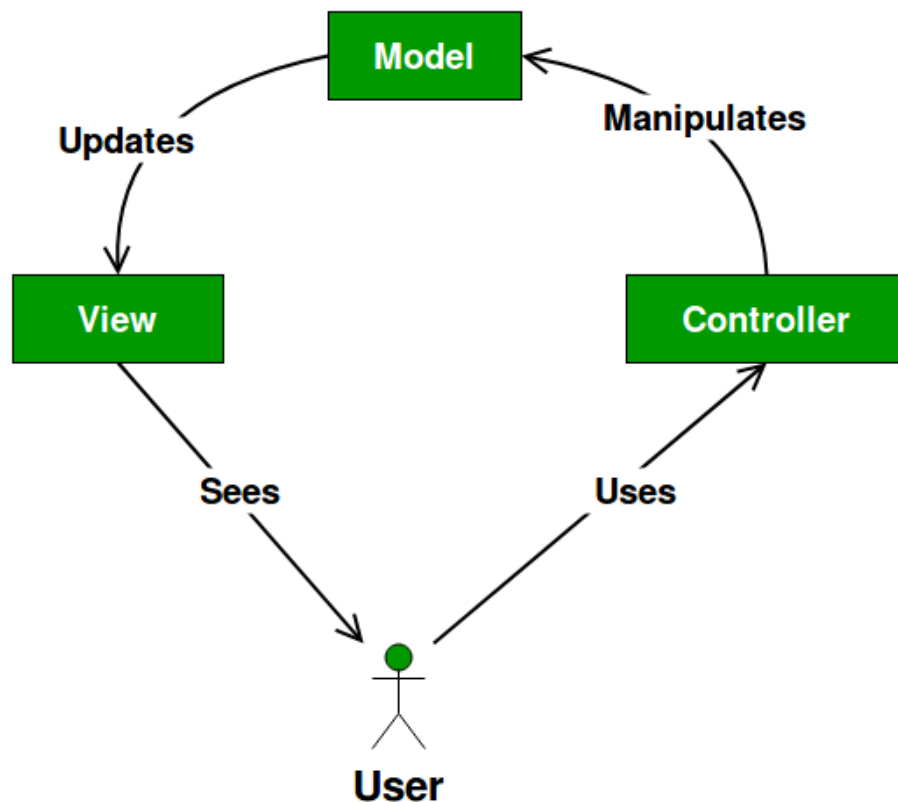 Model
Manipulates
Updates
View
Controller
Sees
Uses
User